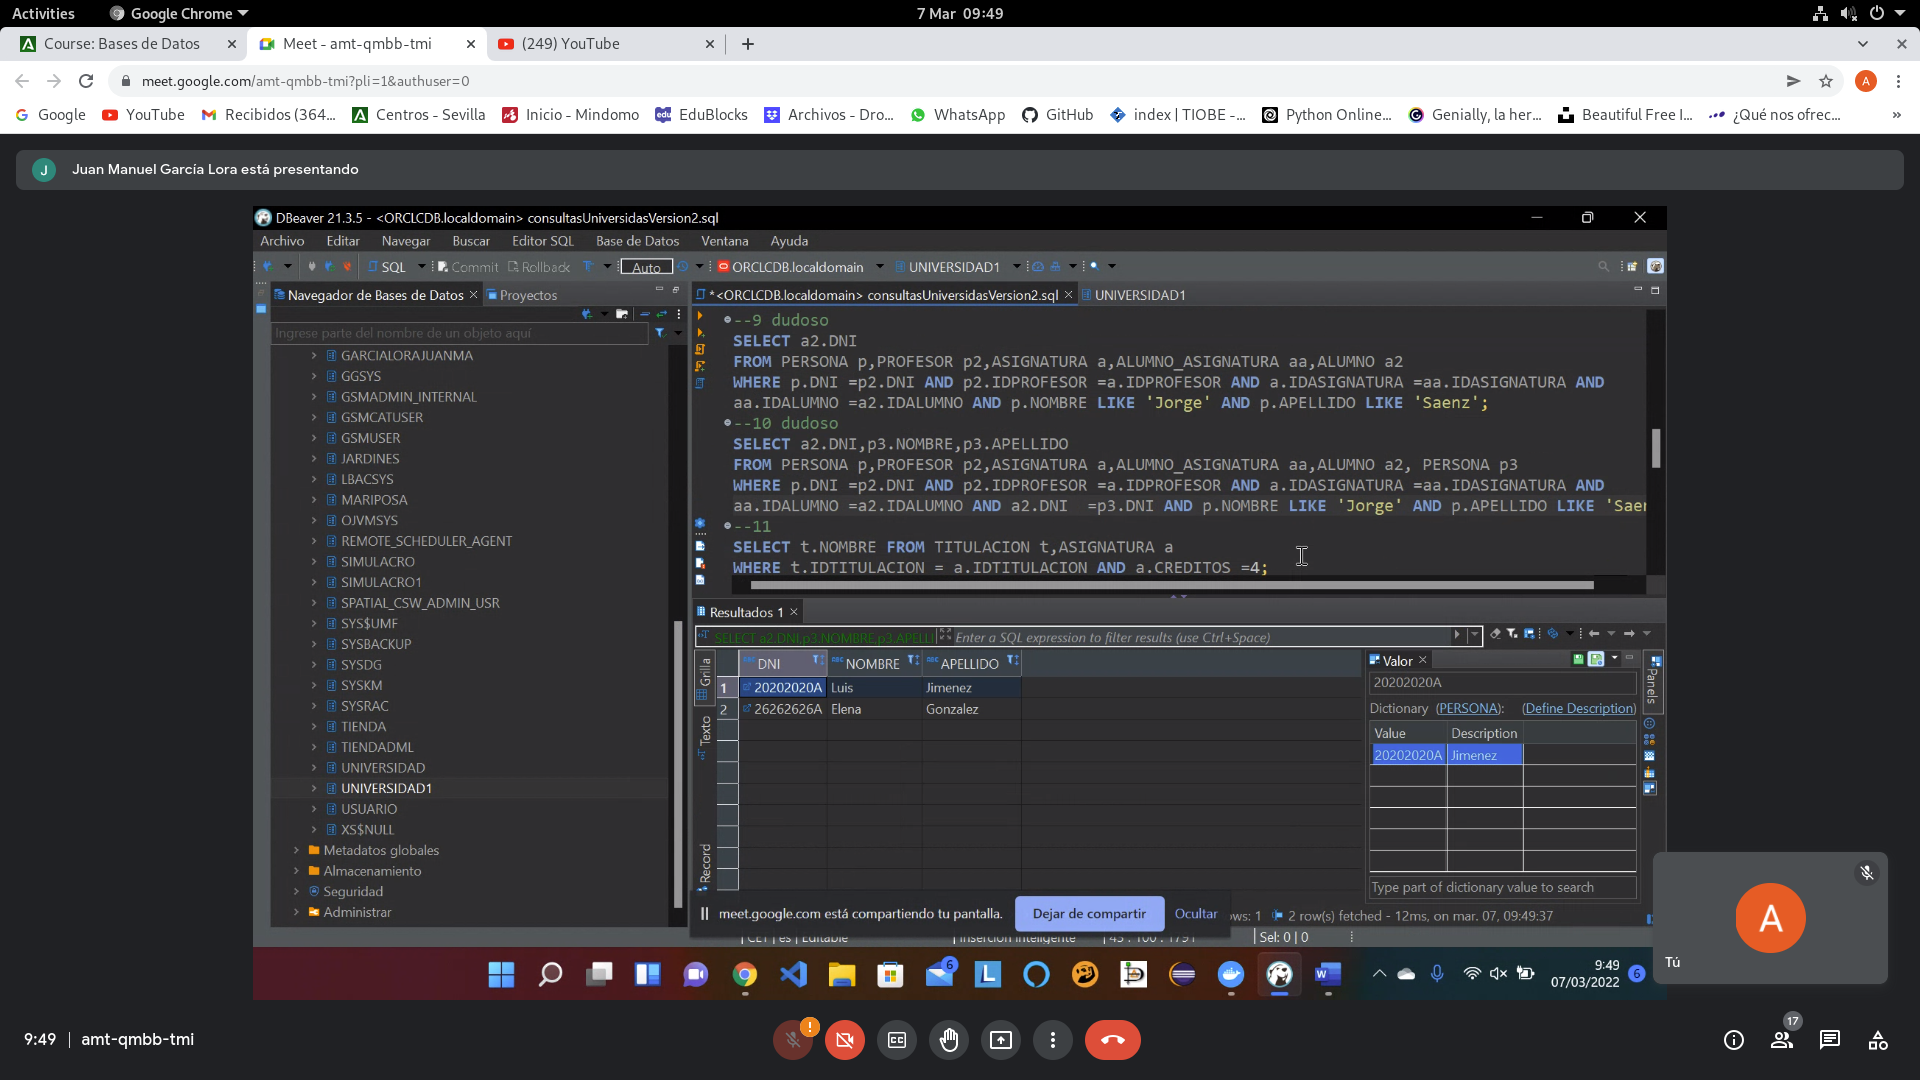 Activities
Google Chrome
7 Mar 09:49
Course: Bases de Datos
Meet - amt-qmbb-tmi
(249) YouTube
meet.google.com/amt-qmbb-tmi?pli=1&authuser=0
A
Google
YouTube
Recibidos (364...
Centros - Sevilla
Inicio - Mindomo
EduBlocks
Archivos - Dro...
WhatsApp
GitHub
index | TIOBE -...
Python Online...
Genially, la her...
Beautiful Free I...
¿Qué nos ofrec...
»
J
Juan Manuel García Lora está presentando
DBeaver 21.3.5 - <ORCLCDB.localdomain> consultasUniversidasVersion2.sql
Archivo Editar Navegar Buscar Editor SQL Base de Datos Ventana Ayuda
SQL
Commit
Rollback
Auto
ORCLCDB.localdomain
UNIVERSIDAD1
Navegador de Bases de Datos
Proyectos
Ingrese parte del nombre de un objeto aquí
GARCIALORAJUANMA
GGSYS
GSMADMIN_INTERNAL
GSMCATUSER
GSMUSER
JARDINES
LBACSYS
MARIPOSA
OJVMSYS
REMOTE_SCHEDULER_AGENT
SIMULACRO
SIMULACRO1
SPATIAL_CSW_ADMIN_USR
SYS$UMF
SYSBACKUP
SYSDG
SYSKM
SYSRAC
TIENDA
TIENDADML
UNIVERSIDAD
UNIVERSIDAD1
USUARIO
XS$NULL
Metadatos globales
Almacenamiento
Seguridad
Administrar
*<ORCLCDB.localdomain> consultasUniversidasVersion2.sql
UNIVERSIDAD1
--9 dudoso
SELECT a2.DNI
FROM PERSONA p,PROFESOR p2,ASIGNATURA a,ALUMNO_ASIGNATURA aa,ALUMNO a2
WHERE p.DNI =p2.DNI AND p2.IDPROFESOR =a.IDPROFESOR AND a.IDASIGNATURA =aa.IDASIGNATURA AND
aa.IDALUMNO =a2.IDALUMNO AND p.NOMBRE LIKE 'Jorge' AND p.APELLIDO LIKE 'Saenz';
--10 dudoso
SELECT a2.DNI,p3.NOMBRE,p3.APELLIDO
FROM PERSONA p,PROFESOR p2,ASIGNATURA a,ALUMNO_ASIGNATURA aa,ALUMNO a2, PERSONA p3
WHERE p.DNI =p2.DNI AND p2.IDPROFESOR =a.IDPROFESOR AND a.IDASIGNATURA =aa.IDASIGNATURA AND
aa.IDALUMNO =a2.IDALUMNO AND a2.DNI =p3.DNI AND p.NOMBRE LIKE 'Jorge' AND p.APELLIDO LIKE 'Saen
--11
SELECT t.NOMBRE FROM TITULACION t,ASIGNATURA a
WHERE t.IDTITULACION = a.IDTITULACION AND a.CREDITOS =4;
Resultados 1
SELECT a2.DNI,p3.NOMBRE,p3.APELLI
Enter a SQL expression to filter results (use Ctrl+Space)
Grilla
Texto
Record
DNI NOMBRE APELLIDO
1 20202020A Luis Jimenez
2 26262626A Elena Gonzalez
Valor
20202020A
Dictionary (PERSONA): (Define Description)
Value Description
20202020A Jimenez
Type part of dictionary value to search
Panels
meet.google.com está compartiendo tu pantalla.
Dejar de compartir
Ocultar
ows: 1
2 row(s) fetched - 12ms, on mar. 07, 09:49:37
CET es Editable
Inserción inteligente
45 : 100 : 1791
Sel: 0 | 0
6
L
W
9:49
07/03/2022
6
A
Tú
9:49 | amt-qmbb-tmi
17